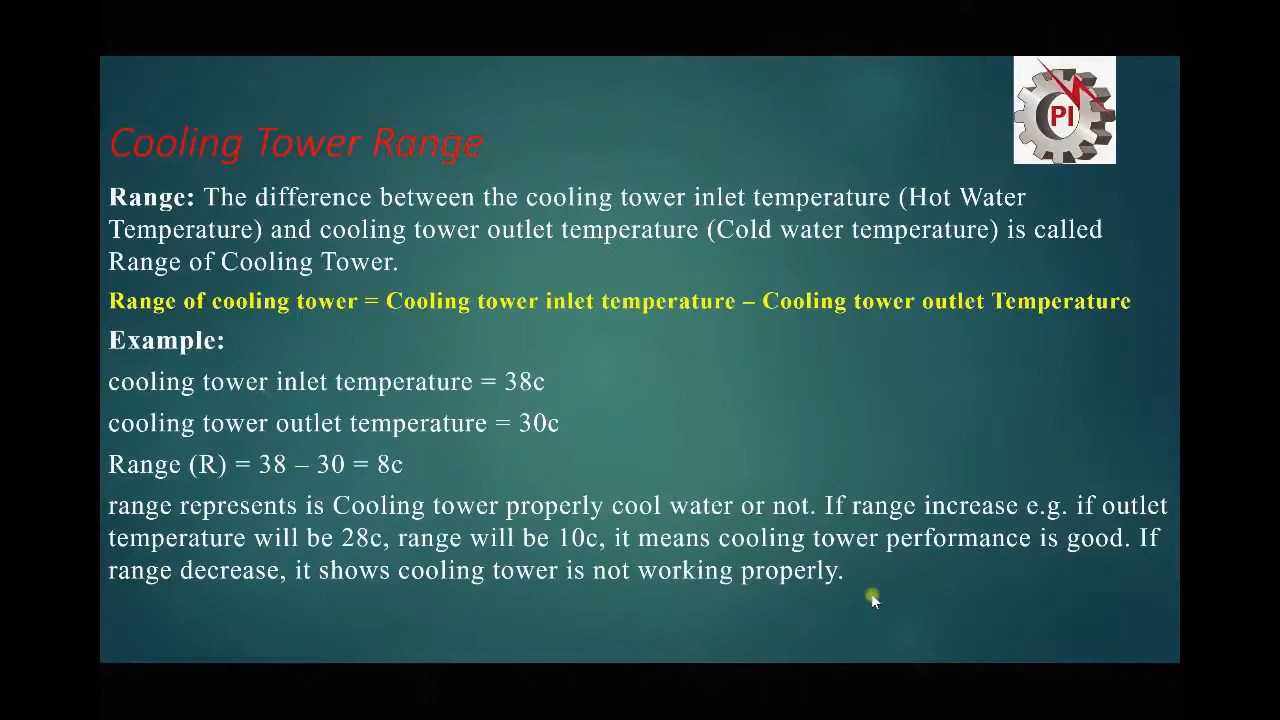 PI
Cooling Tower Range
Range: The difference between the cooling tower inlet temperature (Hot Water
Temperature) and cooling tower outlet temperature (Cold water temperature) is called
Range of Cooling Tower.
Range of cooling tower = Cooling tower inlet temperature – Cooling tower outlet Temperature
Example:
cooling tower inlet temperature = 38c
cooling tower outlet temperature = 30c
Range (R) = 38 – 30 = 8c
range represents is Cooling tower properly cool water or not. If range increase e.g. if outlet
temperature will be 28c, range will be 10c, it means cooling tower performance is good. If
range decrease, it shows cooling tower is not working properly.